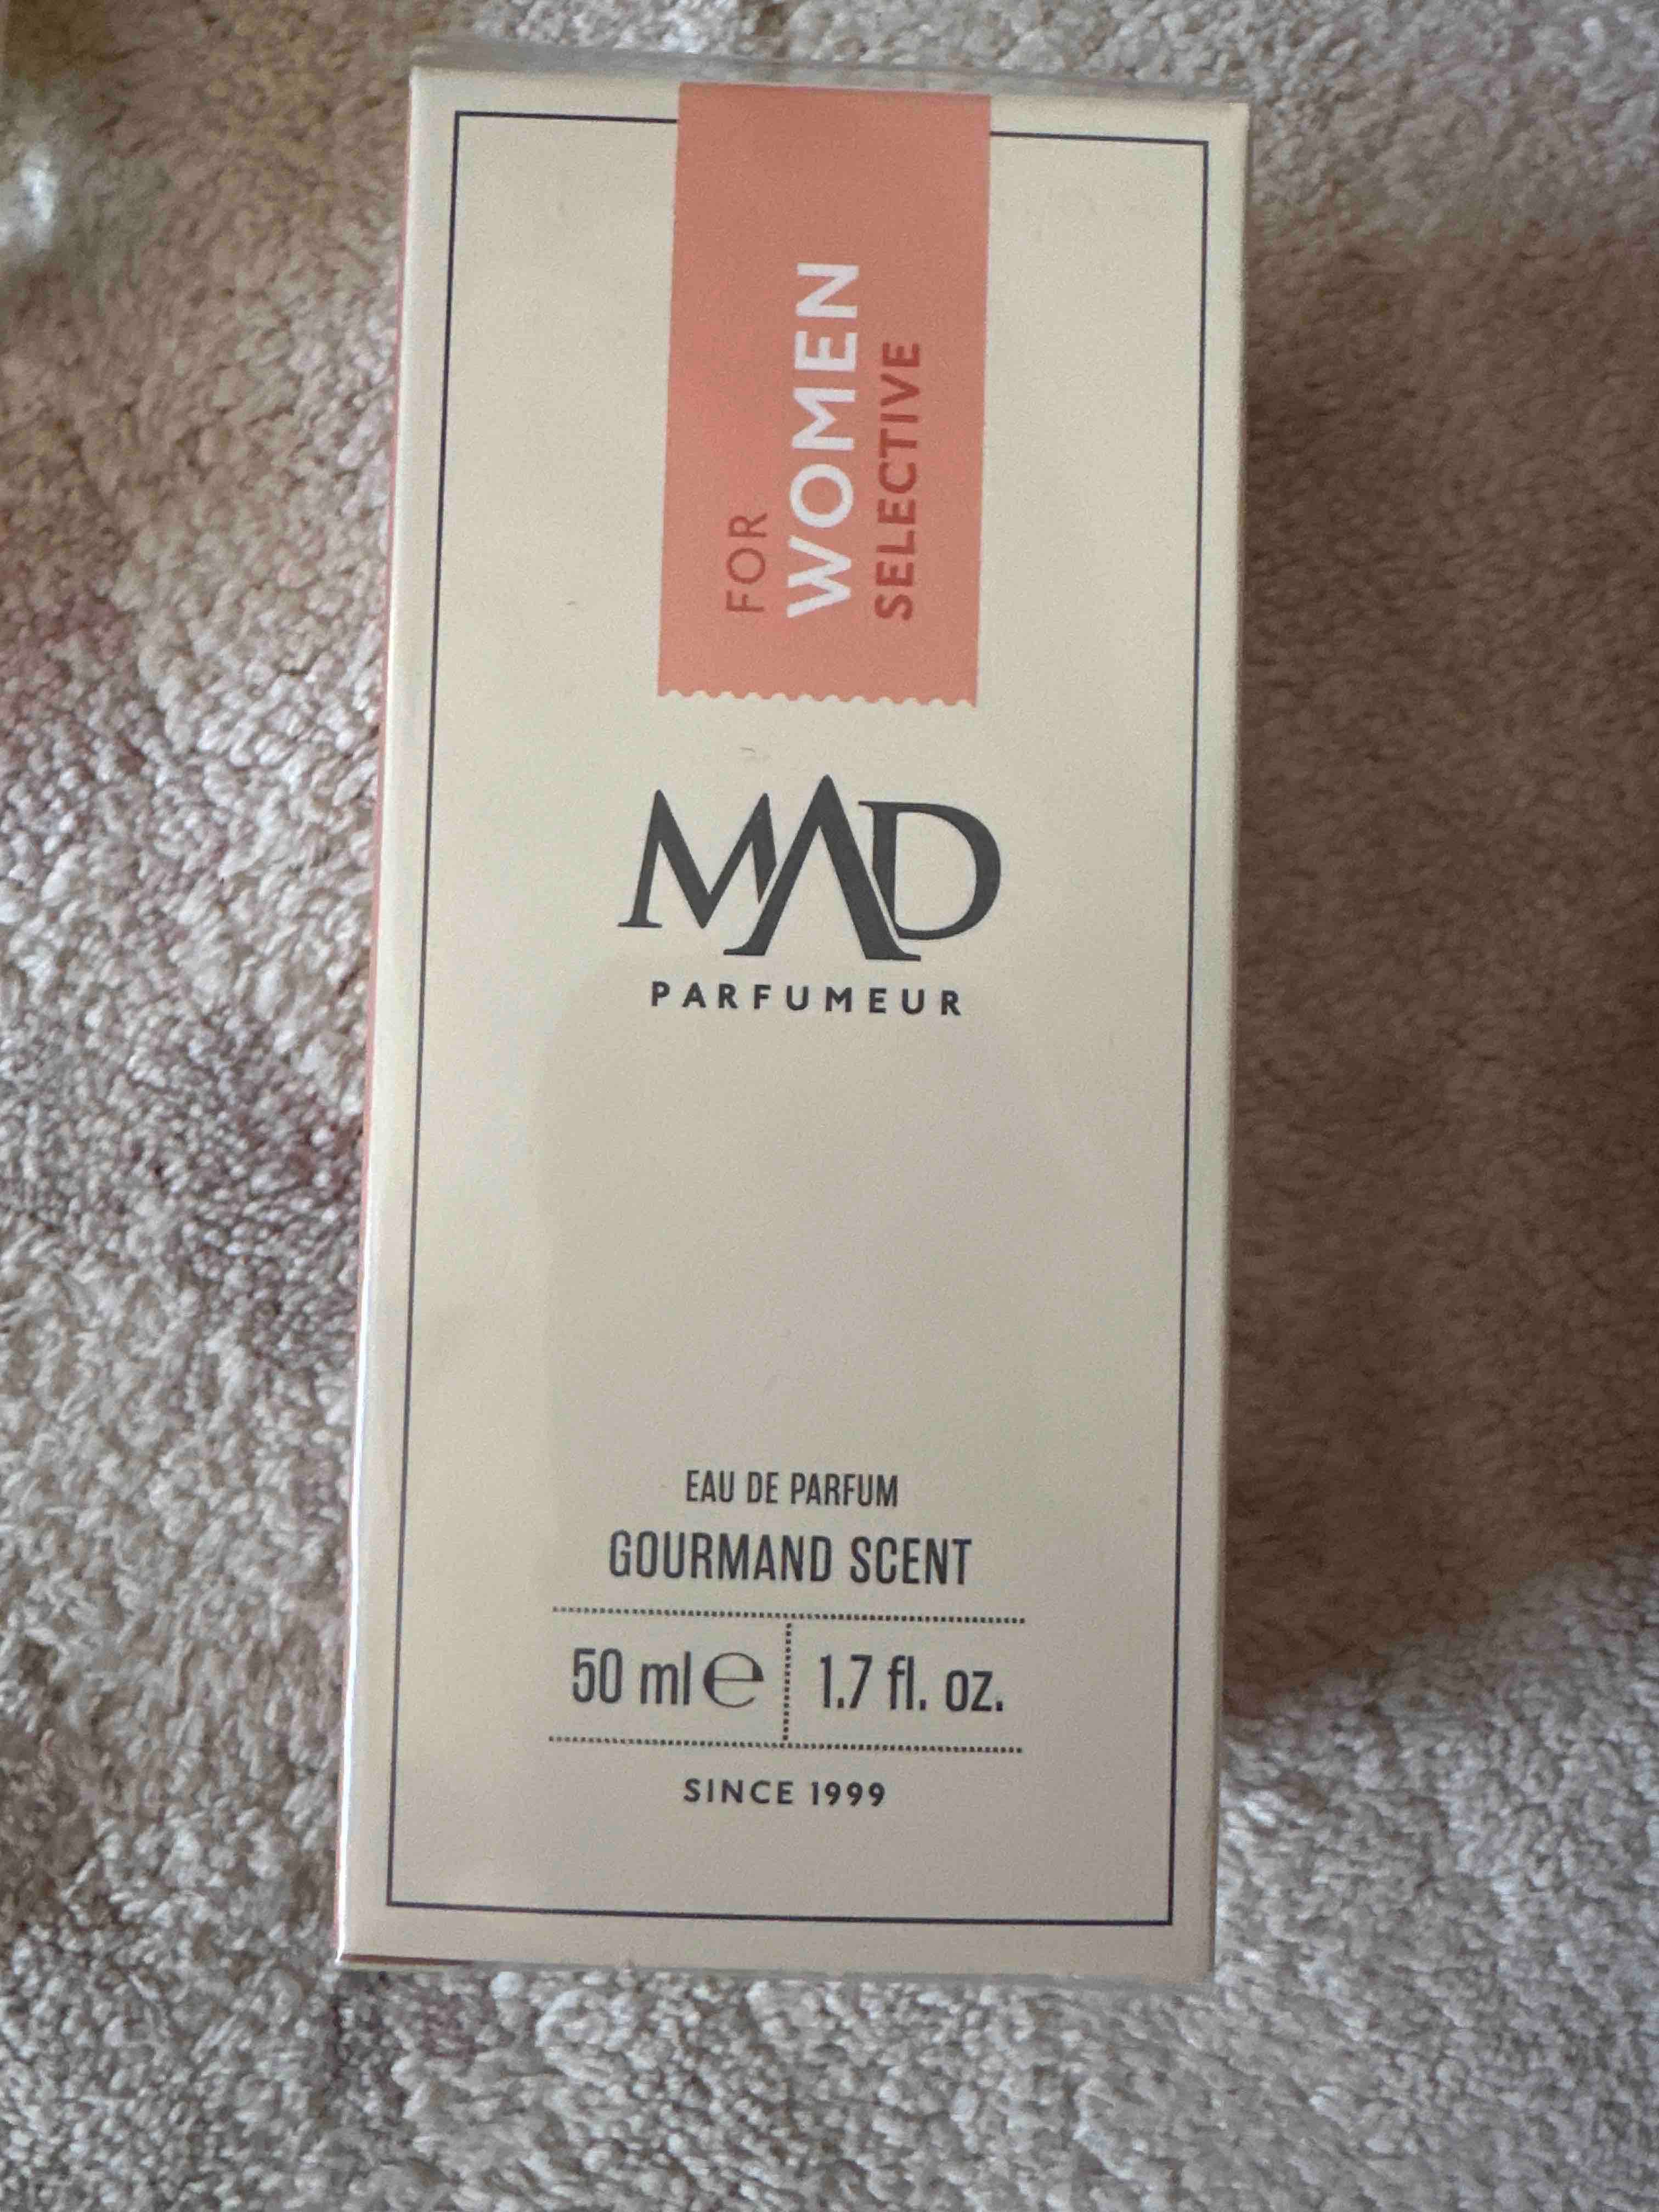 FOR
WOMEN
SELECTIVE
MAD
PARFUMEUR
EAU DE PARFUM
GOURMAND SCENT
50 ml ℮ 1.7 fl. oz.
SINCE 1999